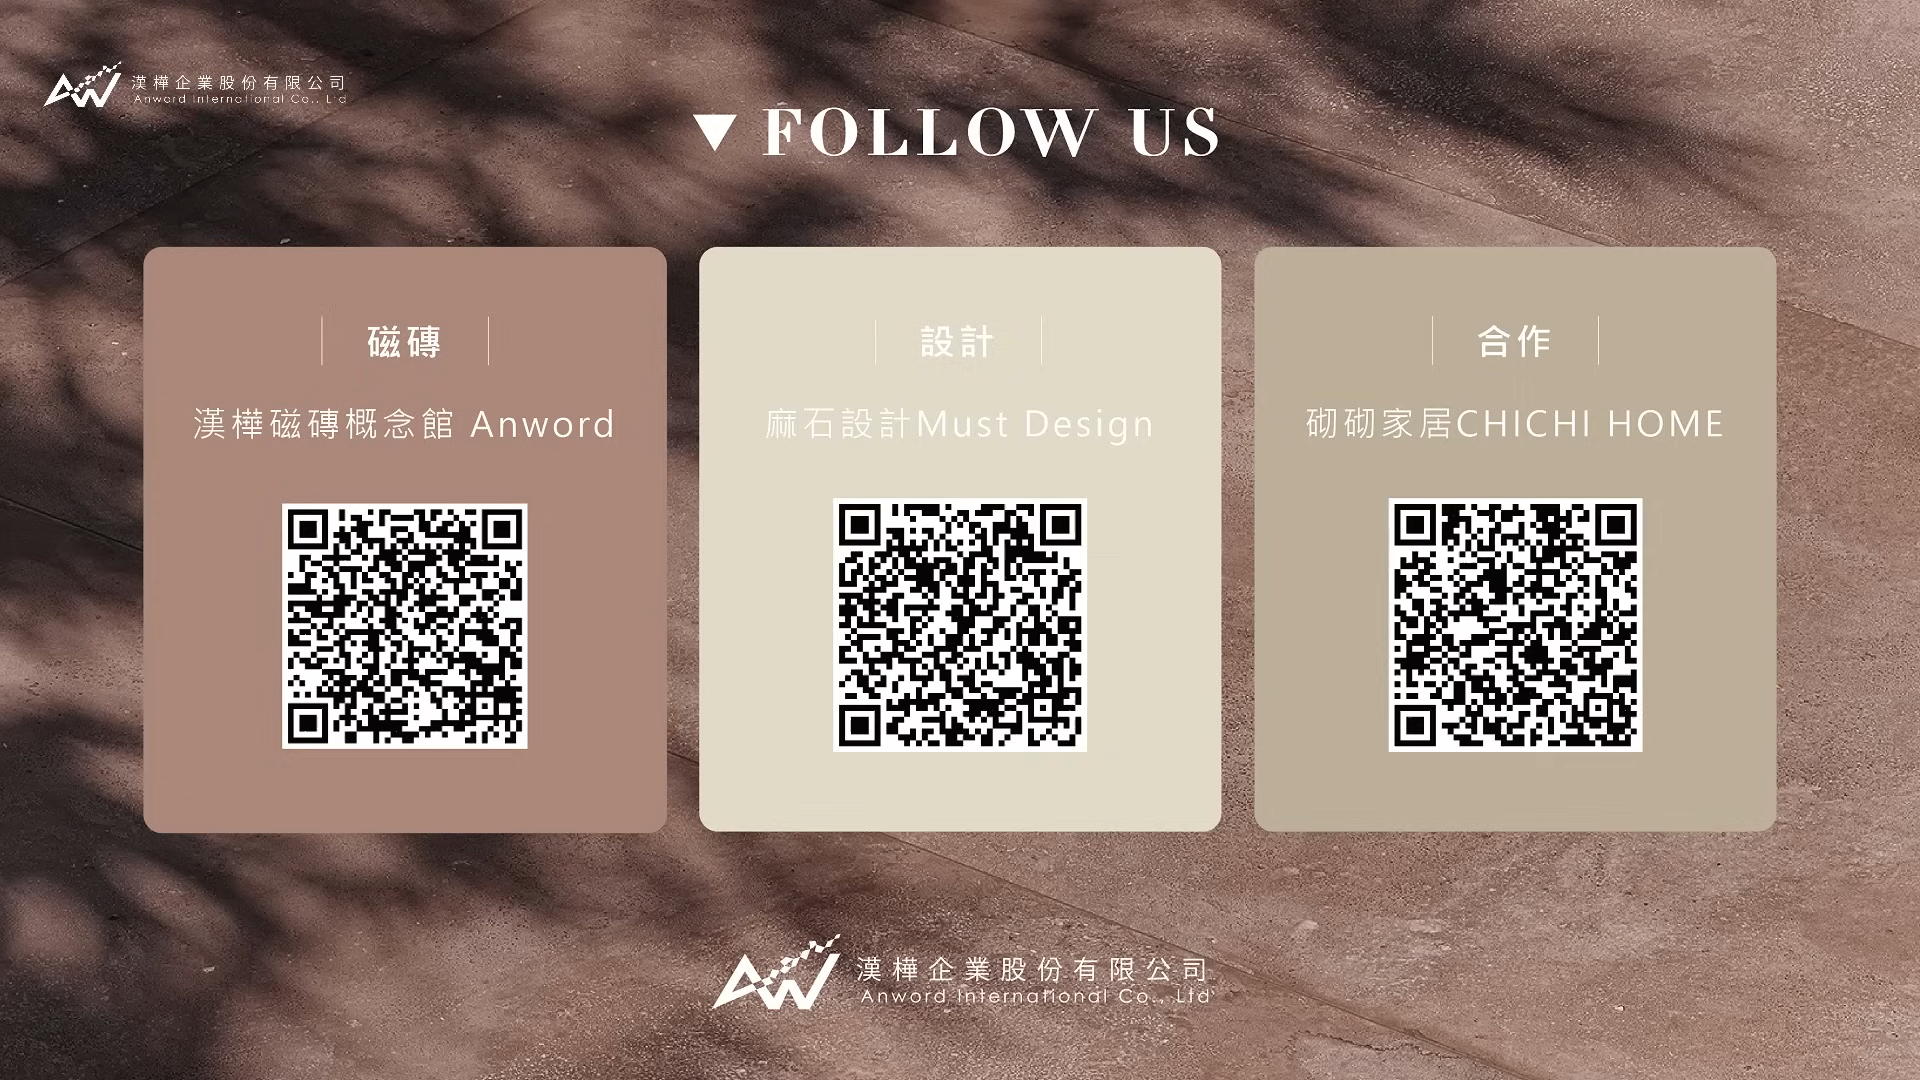 漢樺企業股份有限公司
Anword International Co., Ltd
FOLLOW US
磁磚
漢樺磁磚概念館 Anword
設計
麻石設計Must Design
合作
砌砌家居CHICHI HOME
漢樺企業股份有限公司
Anword International Co., Ltd